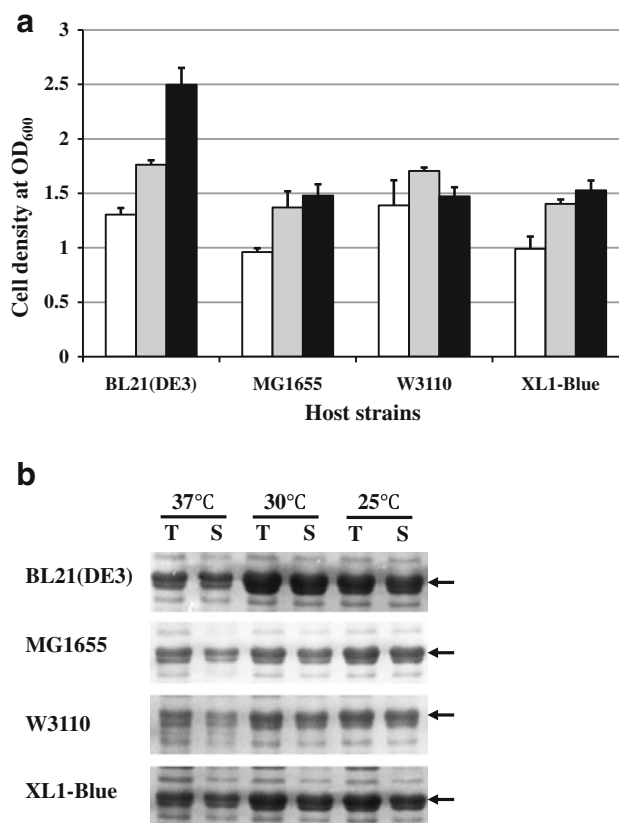 a
3
2.5
2
1.5
1
0.5
0
Cell density at OD600
BL21(DE3) MG1655 W3110 XL1-Blue
Host strains
b
37°C 30°C 25°C
T S T S T S
BL21(DE3)
MG1655
W3110
XL1-Blue